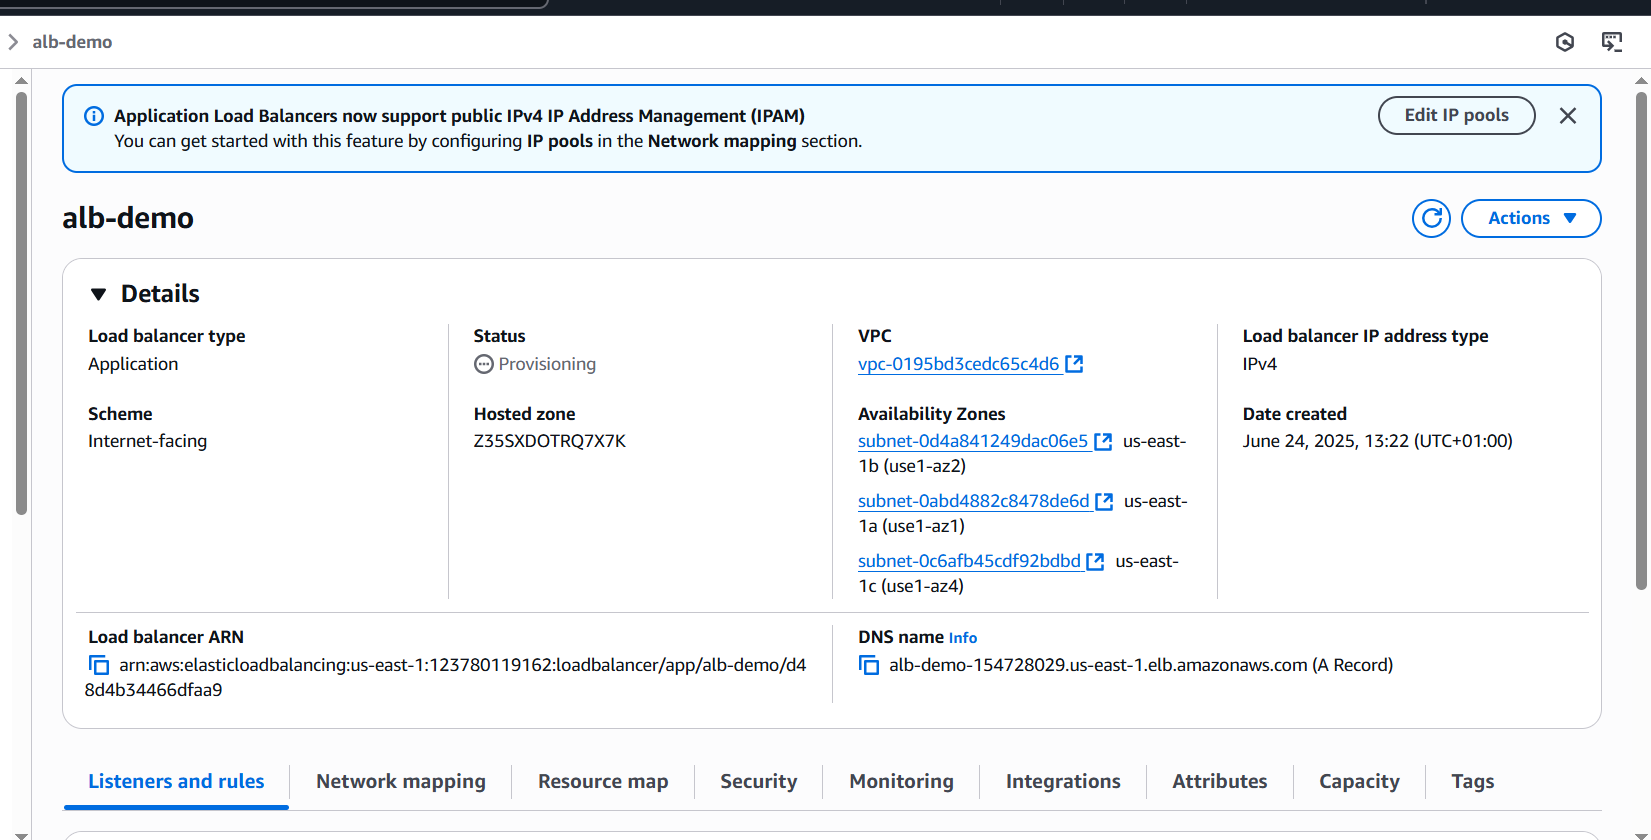 alb-demo
Application Load Balancers now support public IPv4 IP Address Management (IPAM)
You can get started with this feature by configuring IP pools in the Network mapping section.
Edit IP pools
alb-demo
Actions
Details
Load balancer type
Application
Status
Provisioning
VPC
vpc-0195bd3cedc65c4d6
Load balancer IP address type
IPv4
Scheme
Internet-facing
Hosted zone
Z35SXDOTRQ7X7K
Availability Zones
subnet-0d4a841249dac06e5 us-east-
1b (use1-az2)
subnet-0abd4882c8478de6d us-east-
1a (use1-az1)
subnet-0c6afb45cdf92bdbd us-east-
1c (use1-az4)
Date created
June 24, 2025, 13:22 (UTC+01:00)
Load balancer ARN
arn:aws:elasticloadbalancing:us-east-1:123780119162:loadbalancer/app/alb-demo/d4
8d4b34466dfaa9
DNS name Info
alb-demo-154728029.us-east-1.elb.amazonaws.com (A Record)
Listeners and rules
Network mapping
Resource map
Security
Monitoring
Integrations
Attributes
Capacity
Tags